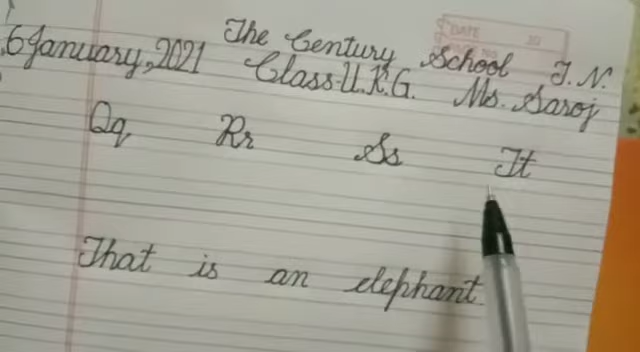 The Century School J.N.
6 January, 2021 Class-U.K.G. Ms. Saroj
Qq Rr Ss Tt
That is an elephant